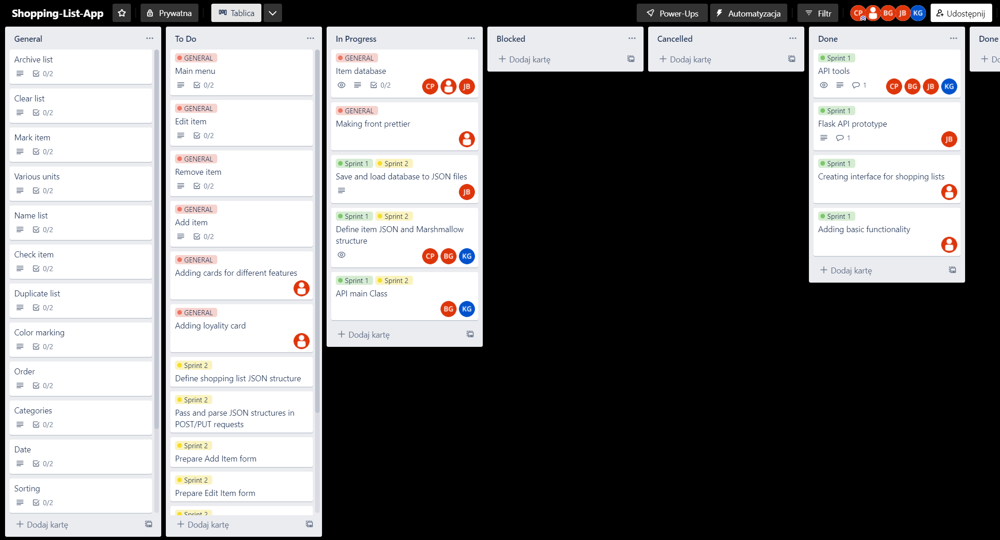 Shopping-List-App
Prywatna
Tablica
Power-Ups
Automatyzacja
Filtr
CP
BG
JB
KG
Udostępnij
General
Archive list
0/2
Clear list
0/2
Mark item
0/2
Various units
0/2
Name list
0/2
Check item
0/2
Duplicate list
0/2
Color marking
0/2
Order
0/2
Categories
0/2
Date
0/2
Sorting
0/2
Dodaj kartę
To Do
GENERAL
Main menu
0/2
GENERAL
Edit item
0/2
GENERAL
Remove item
0/2
GENERAL
Add item
0/2
GENERAL
Adding cards for different features
GENERAL
Adding loyality card
Sprint 2
Define shopping list JSON structure
Sprint 2
Pass and parse JSON structures in
POST/PUT requests
Sprint 2
Prepare Add Item form
Sprint 2
Prepare Edit Item form
Sprint 2
Dodaj kartę
In Progress
GENERAL
Item database
0/2 CP JB
GENERAL
Making front prettier
Sprint 1 Sprint 2
Save and load database to JSON files
JB
Sprint 1 Sprint 2
Define item JSON and Marshmallow
structure
CP BG KG
Sprint 1 Sprint 2
API main Class
BG KG
Dodaj kartę
Blocked
Dodaj kartę
Cancelled
Dodaj kartę
Done
Sprint 1
API tools
1 CP BG JB KG
Sprint 1
Flask API prototype
1 JB
Sprint 1
Creating interface for shopping lists
Sprint 1
Adding basic functionality
Dodaj kartę
Done